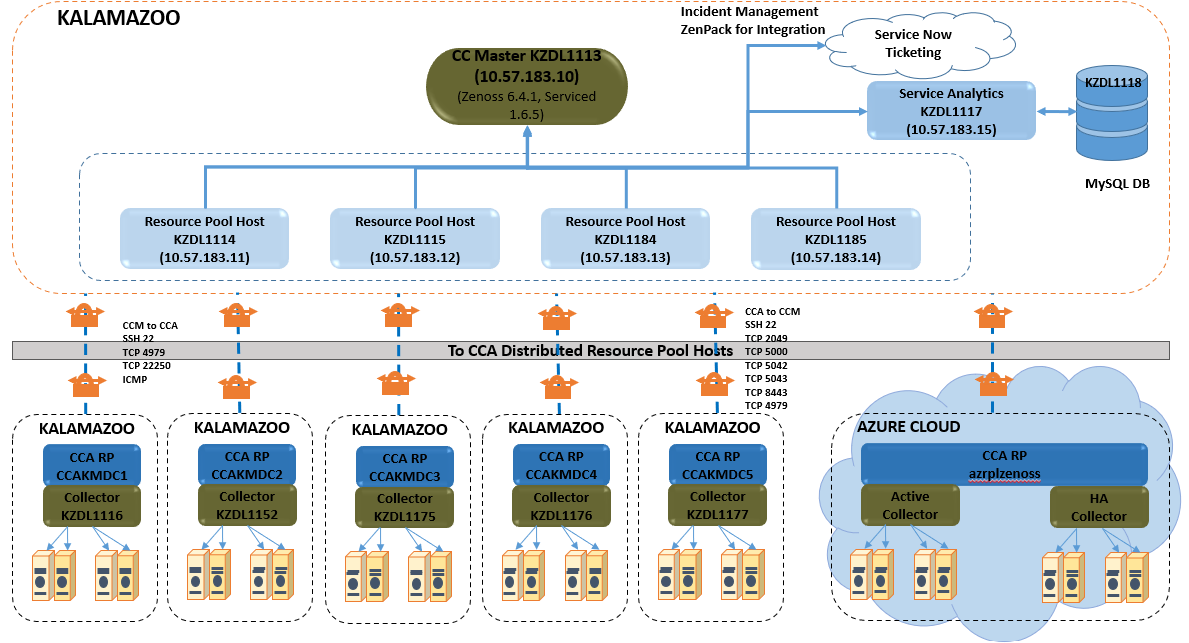 KALAMAZOO
Incident Management
ZenPack for Integration
Service Now
Ticketing
CC Master KZDL1113
(10.57.183.10)
(Zenoss 6.4.1, Serviced
1.6.5)
Service Analytics
KZDL1117
(10.57.183.15)
KZDL1118
MySQL DB
Resource Pool Host
KZDL1114
(10.57.183.11)
Resource Pool Host
KZDL1115
(10.57.183.12)
Resource Pool Host
KZDL1184
(10.57.183.13)
Resource Pool Host
KZDL1185
(10.57.183.14)
CCM to CCA
SSH 22
TCP 4979
TCP 22250
ICMP
CCA to CCM
SSH 22
TCP 2049
TCP 5000
TCP 5042
TCP 5043
TCP 8443
TCP 4979
To CCA Distributed Resource Pool Hosts
KALAMAZOO
CCA RP
CCAKMDC1
Collector
KZDL1116
KALAMAZOO
CCA RP
CCAKMDC2
Collector
KZDL1152
KALAMAZOO
CCA RP
CCAKMDC3
Collector
KZDL1175
KALAMAZOO
CCA RP
CCAKMDC4
Collector
KZDL1176
KALAMAZOO
CCA RP
CCAKMDC5
Collector
KZDL1177
AZURE CLOUD
CCA RP
azrplzenoss
Active
Collector
HA
Collector